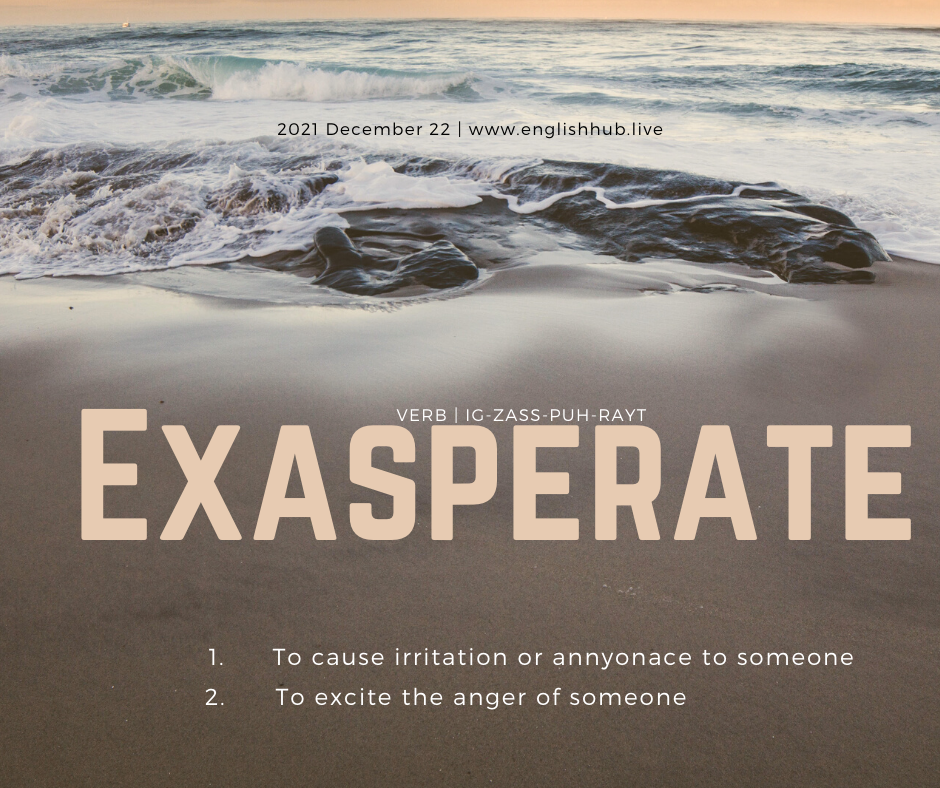 2021 December 22 | www.englishhub.live
VERB | IG-ZASS-PUH-RAYT
EXASPERATE
1. To cause irritation or annyonace to someone
2. To excite the anger of someone